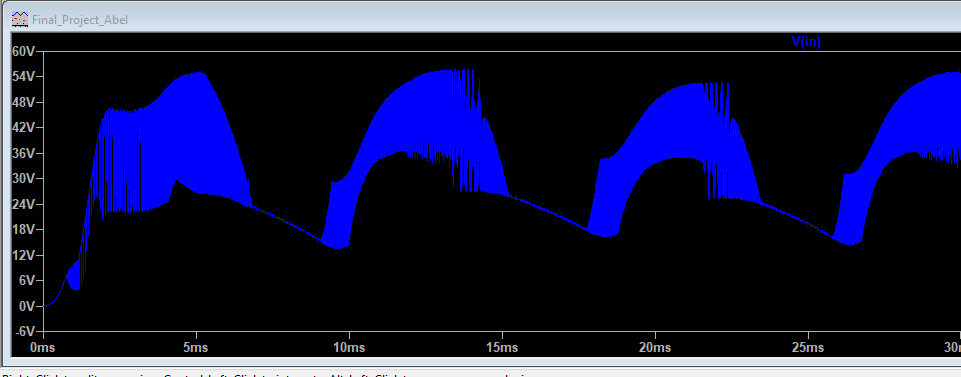 Final_Project_Abel
V(in)
60V
54V
48V
42V
36V
30V
24V
18V
12V
6V
0V
-6V
0ms 5ms 10ms 15ms 20ms 25ms